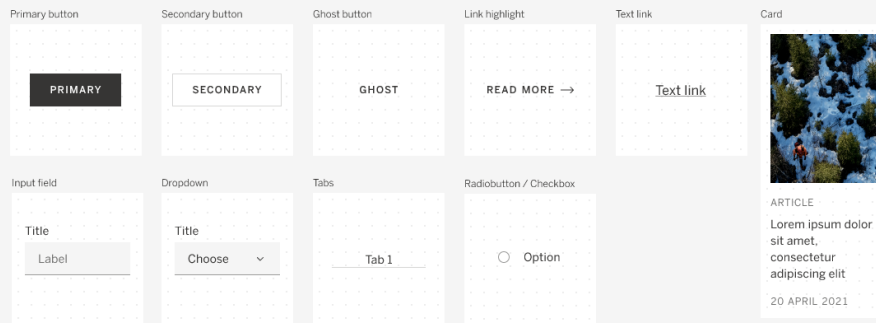 Primary button
Secondary button
Ghost button
Link highlight
Text link
Card
PRIMARY
SECONDARY
GHOST
READ MORE
Text link
Input field
Dropdown
Tabs
Radiobutton / Checkbox
Title
Label
Title
Choose
Tab 1
Option
ARTICLE
Lorem ipsum dolor
sit amet,
consectetur
adipiscing elit
20 APRIL 2021